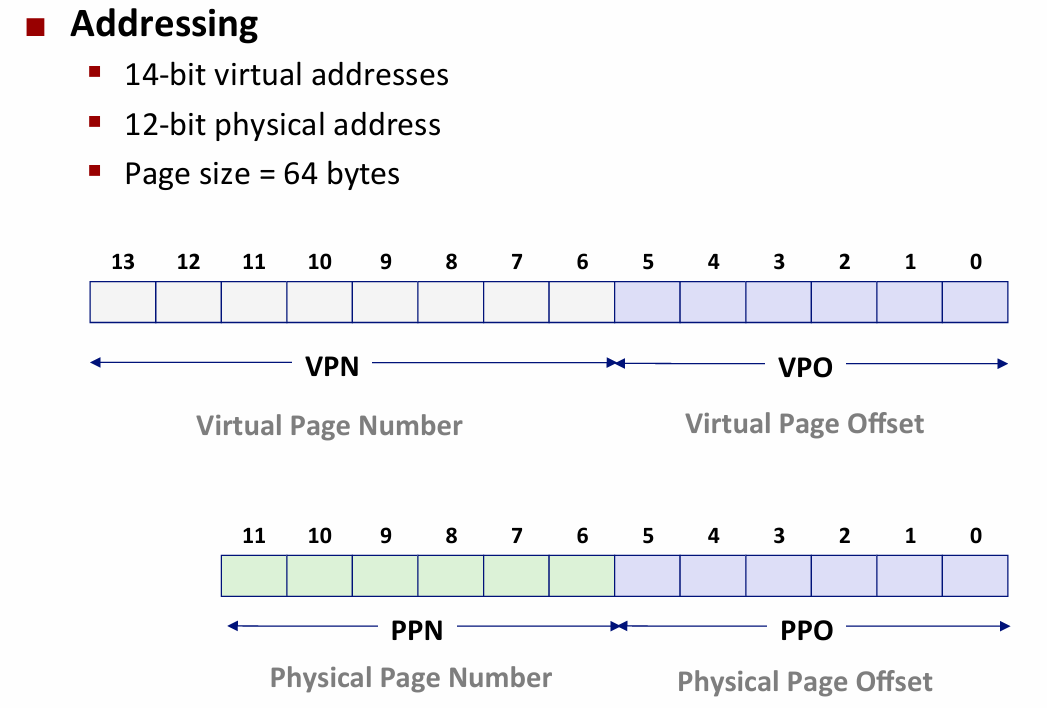 Addressing
14-bit virtual addresses
12-bit physical address
Page size = 64 bytes
13 12 11 10 9 8 7 6 5 4 3 2 1 0
VPN VPO
Virtual Page Number Virtual Page Offset
11 10 9 8 7 6 5 4 3 2 1 0
PPN PPO
Physical Page Number Physical Page Offset